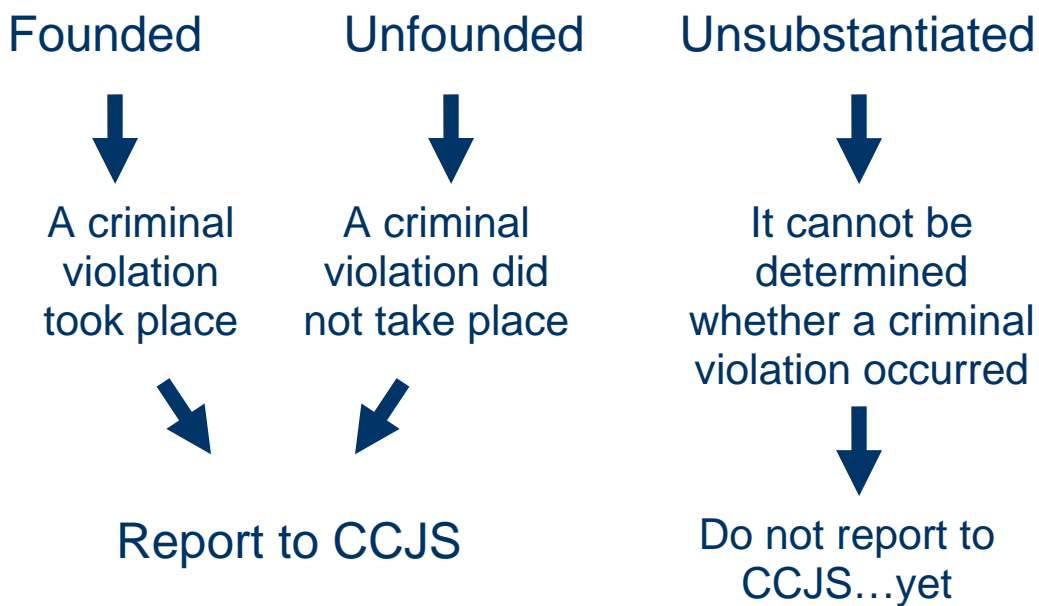 Founded
Unfounded
Unsubstantiated
A criminal
violation
took place
A criminal
violation did
not take place
It cannot be
determined
whether a criminal
violation occurred
Report to CCJS
Do not report to
CCJS…yet